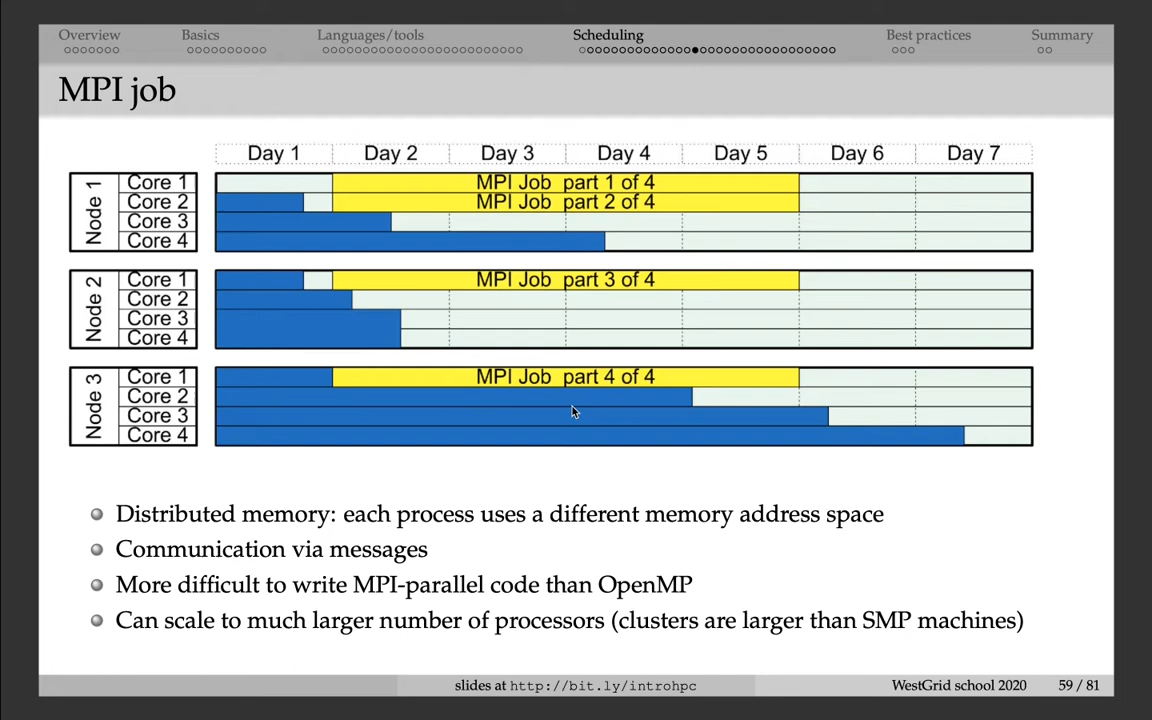 Overview Basics Languages/tools Scheduling Best practices Summary
MPI job
Day 1 Day 2 Day 3 Day 4 Day 5 Day 6 Day 7
Node 1
Core 1 MPI Job part 1 of 4
Core 2 MPI Job part 2 of 4
Core 3
Core 4
Node 2
Core 1 MPI Job part 3 of 4
Core 2
Core 3
Core 4
Node 3
Core 1 MPI Job part 4 of 4
Core 2
Core 3
Core 4
Distributed memory: each process uses a different memory address space
Communication via messages
More difficult to write MPI-parallel code than OpenMP
Can scale to much larger number of processors (clusters are larger than SMP machines)
slides at http://bit.ly/introhpc WestGrid school 2020 59 / 81